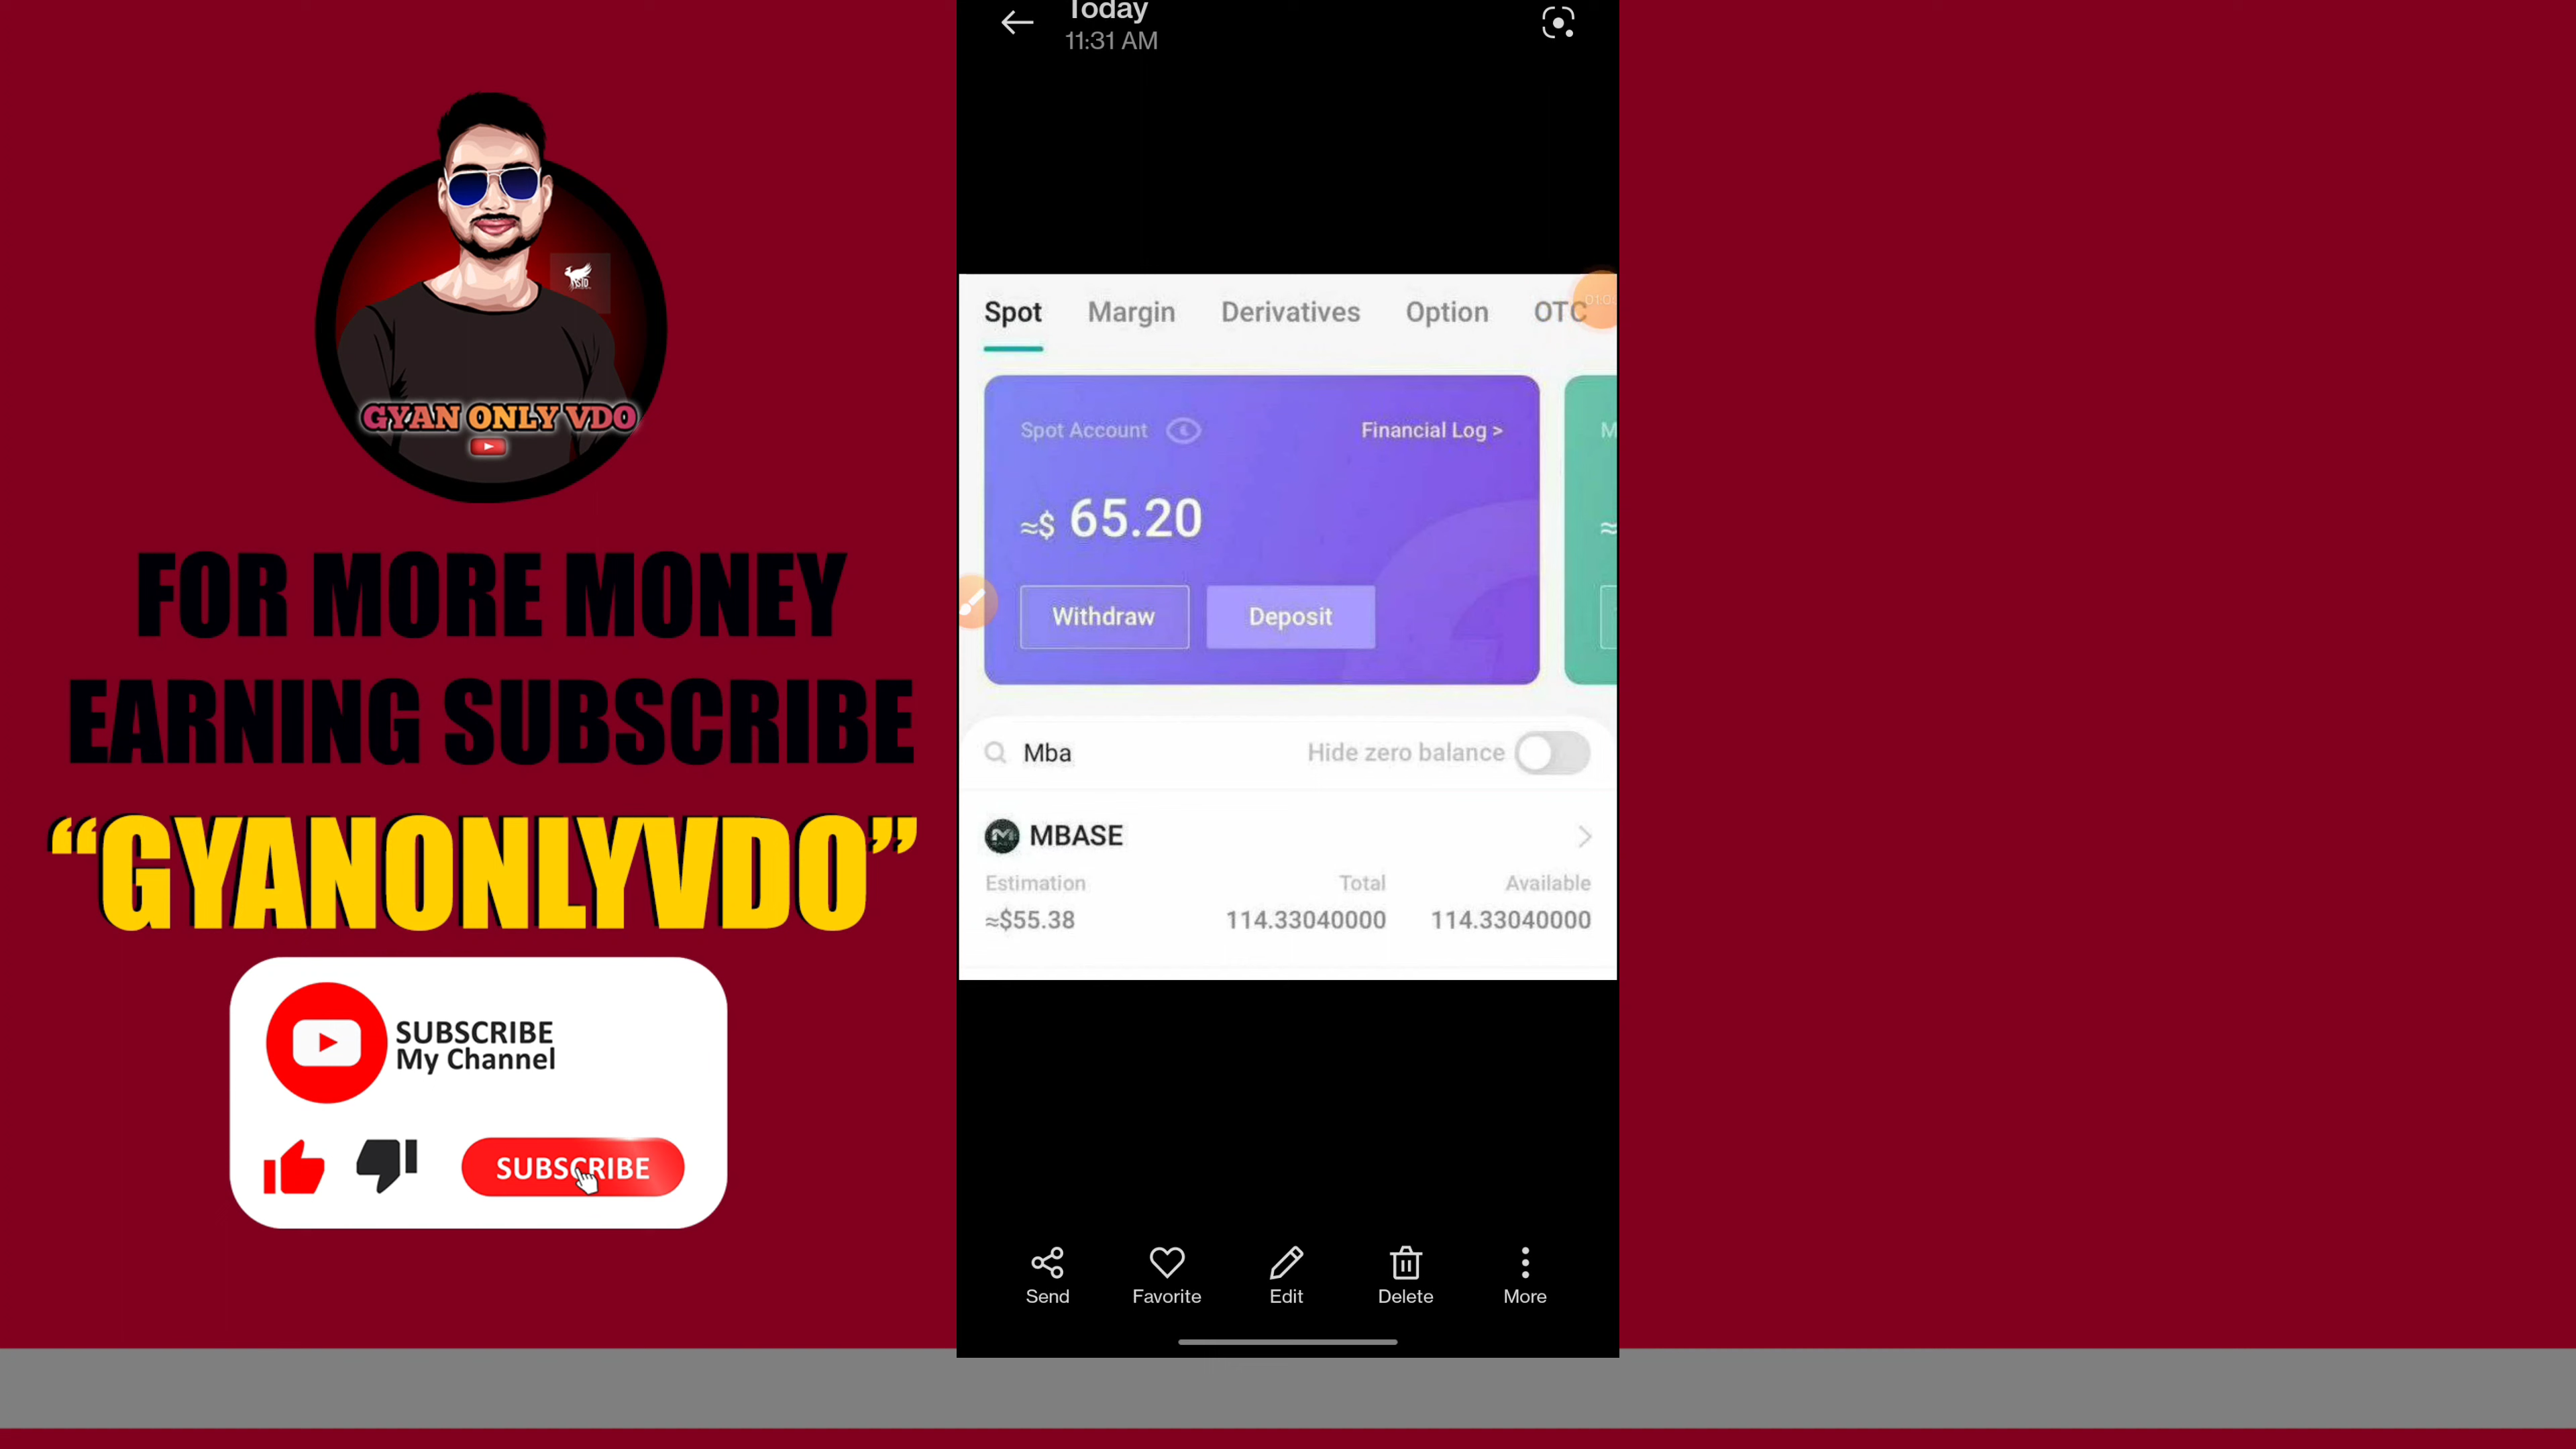 GYAN ONLY VDO
FOR MORE MONEY
EARNING SUBSCRIBE
“GYANONLYVDO”
SUBSCRIBE
My Channel
SUBSCRIBE
Today
11:31 AM
Spot Margin Derivatives Option OTC
Spot Account Financial Log >
M
≈$ 65.20
≈
Withdraw Deposit
Mba Hide zero balance
MBASE
Estimation Total Available
≈$55.38 114.33040000 114.33040000
Send Favorite Edit Delete More